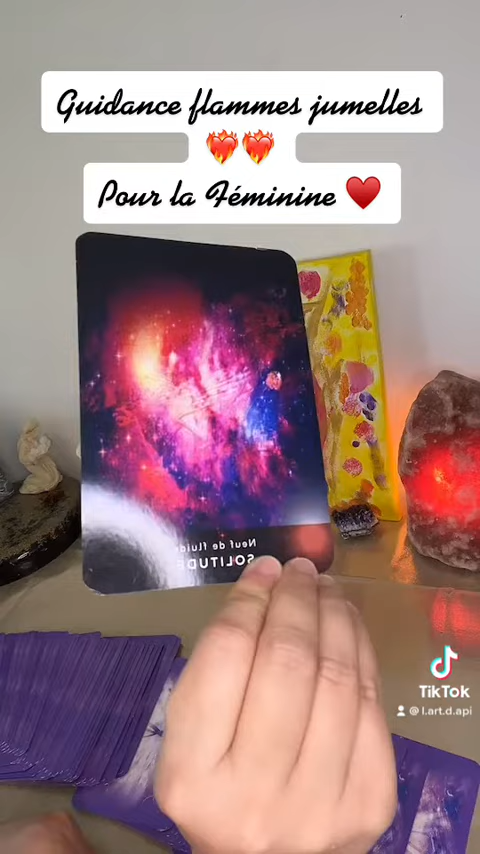 Guidance flammes jumelles
❤️‍🔥❤️‍🔥
Pour la Féminine ♥️
Neuf de fluide
SOLITUDE
TikTok
@ l.art.d.api